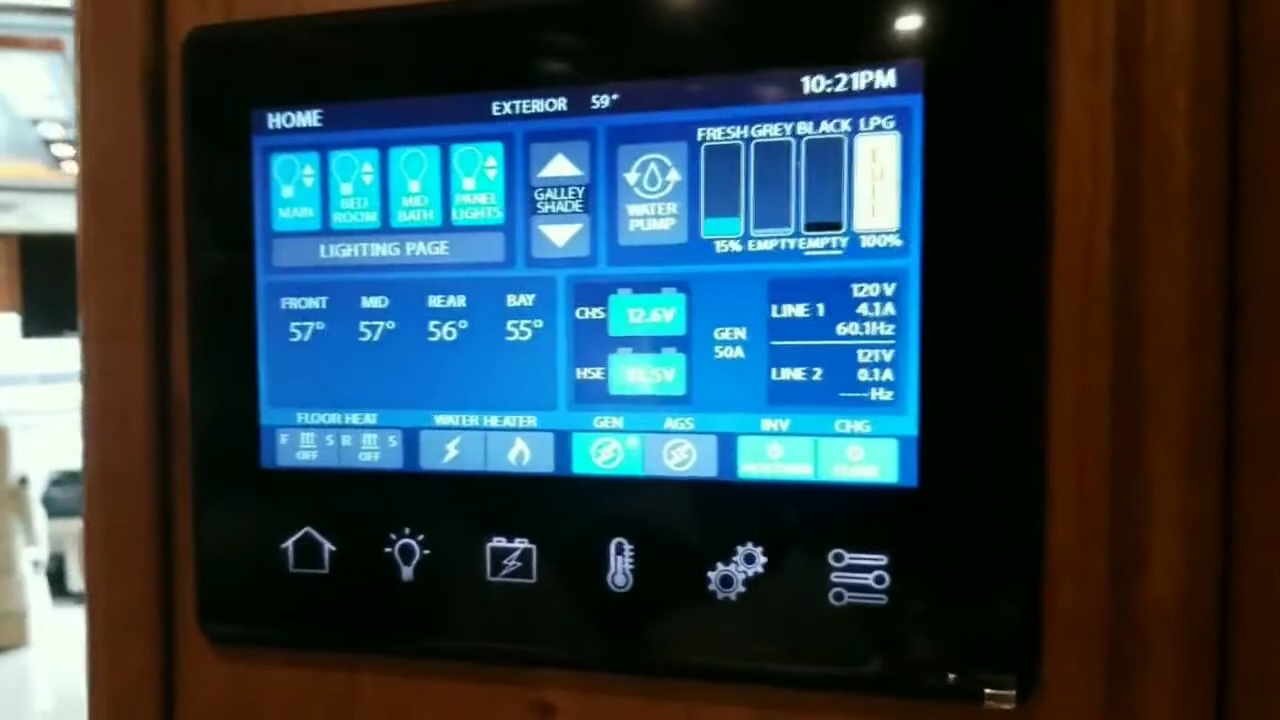 HOME EXTERIOR 59° 10:21PM
MAIN
BED
ROOM
MID
BATH
PANEL
LIGHTS
LIGHTING PAGE
GALLEY
SHADE
WATER
PUMP
FRESH GREY BLACK LPG
FULL
15% EMPTY EMPTY 100%
FRONT MID REAR BAY
57° 57° 56° 55°
CHS 12.6V
HSE
GEN
50A
LINE 1
120 V
4.1A
60.1Hz
LINE 2
121V
0.1A
----Hz
FLOOR HEAT WATER HEATER GEN AGS INV CHG
F S R S
OFF OFF